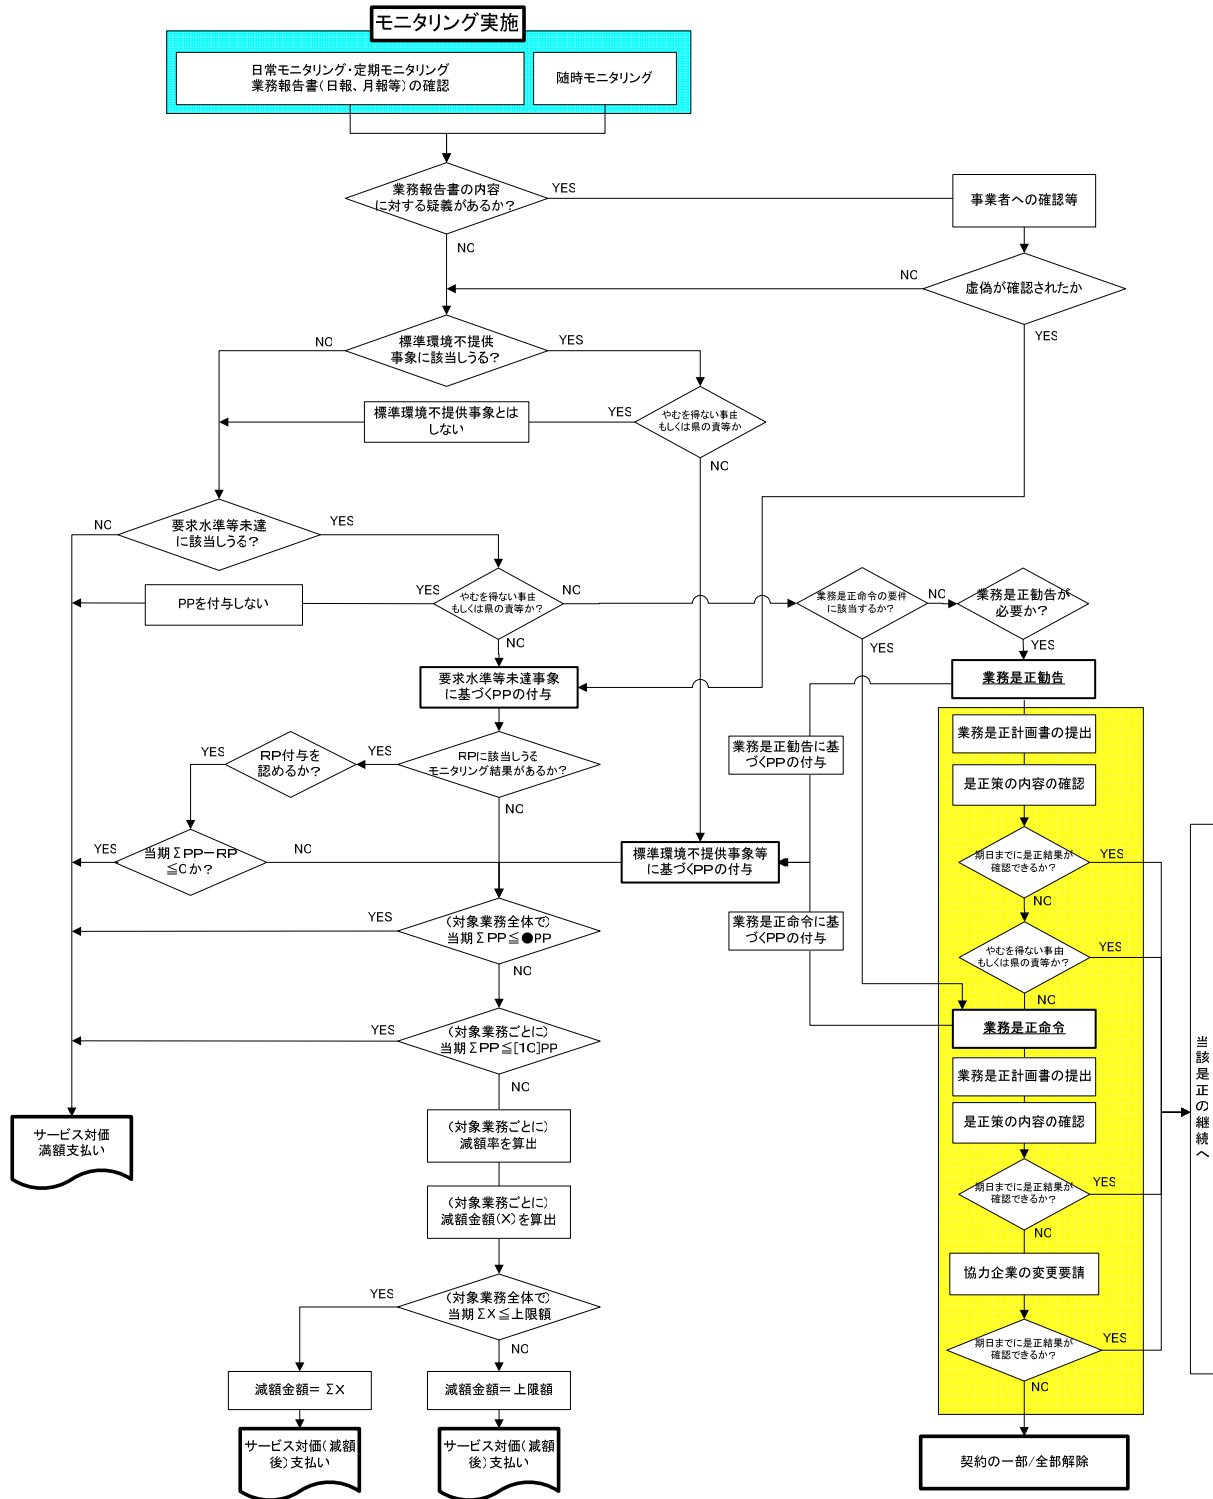 モニタリング実施
日常モニタリング・定期モニタリング
業務報告書(日報、月報等)の確認
随時モニタリング
業務報告書の内容
に対する疑義があるか?
YES
事業者への確認等
NO
NO
虚偽が確認されたか
YES
NO
標準環境不提供
事象に該当しうる?
YES
標準環境不提供事象とは
しない
YES
やむを得ない事由
もしくは県の責等か
NO
NO
要求水準等未達
に該当しうる?
YES
PPを付与しない
YES
やむを得ない事由
もしくは県の責等か?
NO
NO
業務是正命令の要件
に該当するか?
NO
YES
業務是正勧告が
必要か?
YES
要求水準等未達事象
に基づくPPの付与
業務是正勧告
業務是正計画書の提出
是正策の内容の確認
業務是正勧告に基
づくPPの付与
YES
RP付与を
認めるか?
YES
RPに該当しうる
モニタリング結果があるか?
NO
YES
当期ΣPP-RP
≦0か?
NO
標準環境不提供事象等
に基づくPPの付与
期日までに是正結果が
確認できるか?
YES
NO
YES
(対象業務全体で)
当期ΣPP≦●PP
NO
業務是正命令に基
づくPPの付与
やむを得ない事由
もしくは県の責等か?
YES
NO
YES
(対象業務ごとに)
当期ΣPP≦[10]PP
NO
業務是正命令
業務是正計画書の提出
是正策の内容の確認
当該是正の継続へ
サービス対価
満額支払い
(対象業務ごとに)
減額率を算出
(対象業務ごとに)
減額金額(X)を算出
期日までに是正結果が
確認できるか?
YES
NO
協力企業の変更要請
YES
(対象業務全体で)
当期ΣX≦上限額
NO
期日までに是正結果が
確認できるか?
YES
NO
減額金額=ΣX
減額金額=上限額
サービス対価(減額
後)支払い
サービス対価(減額
後)支払い
契約の一部/全部解除